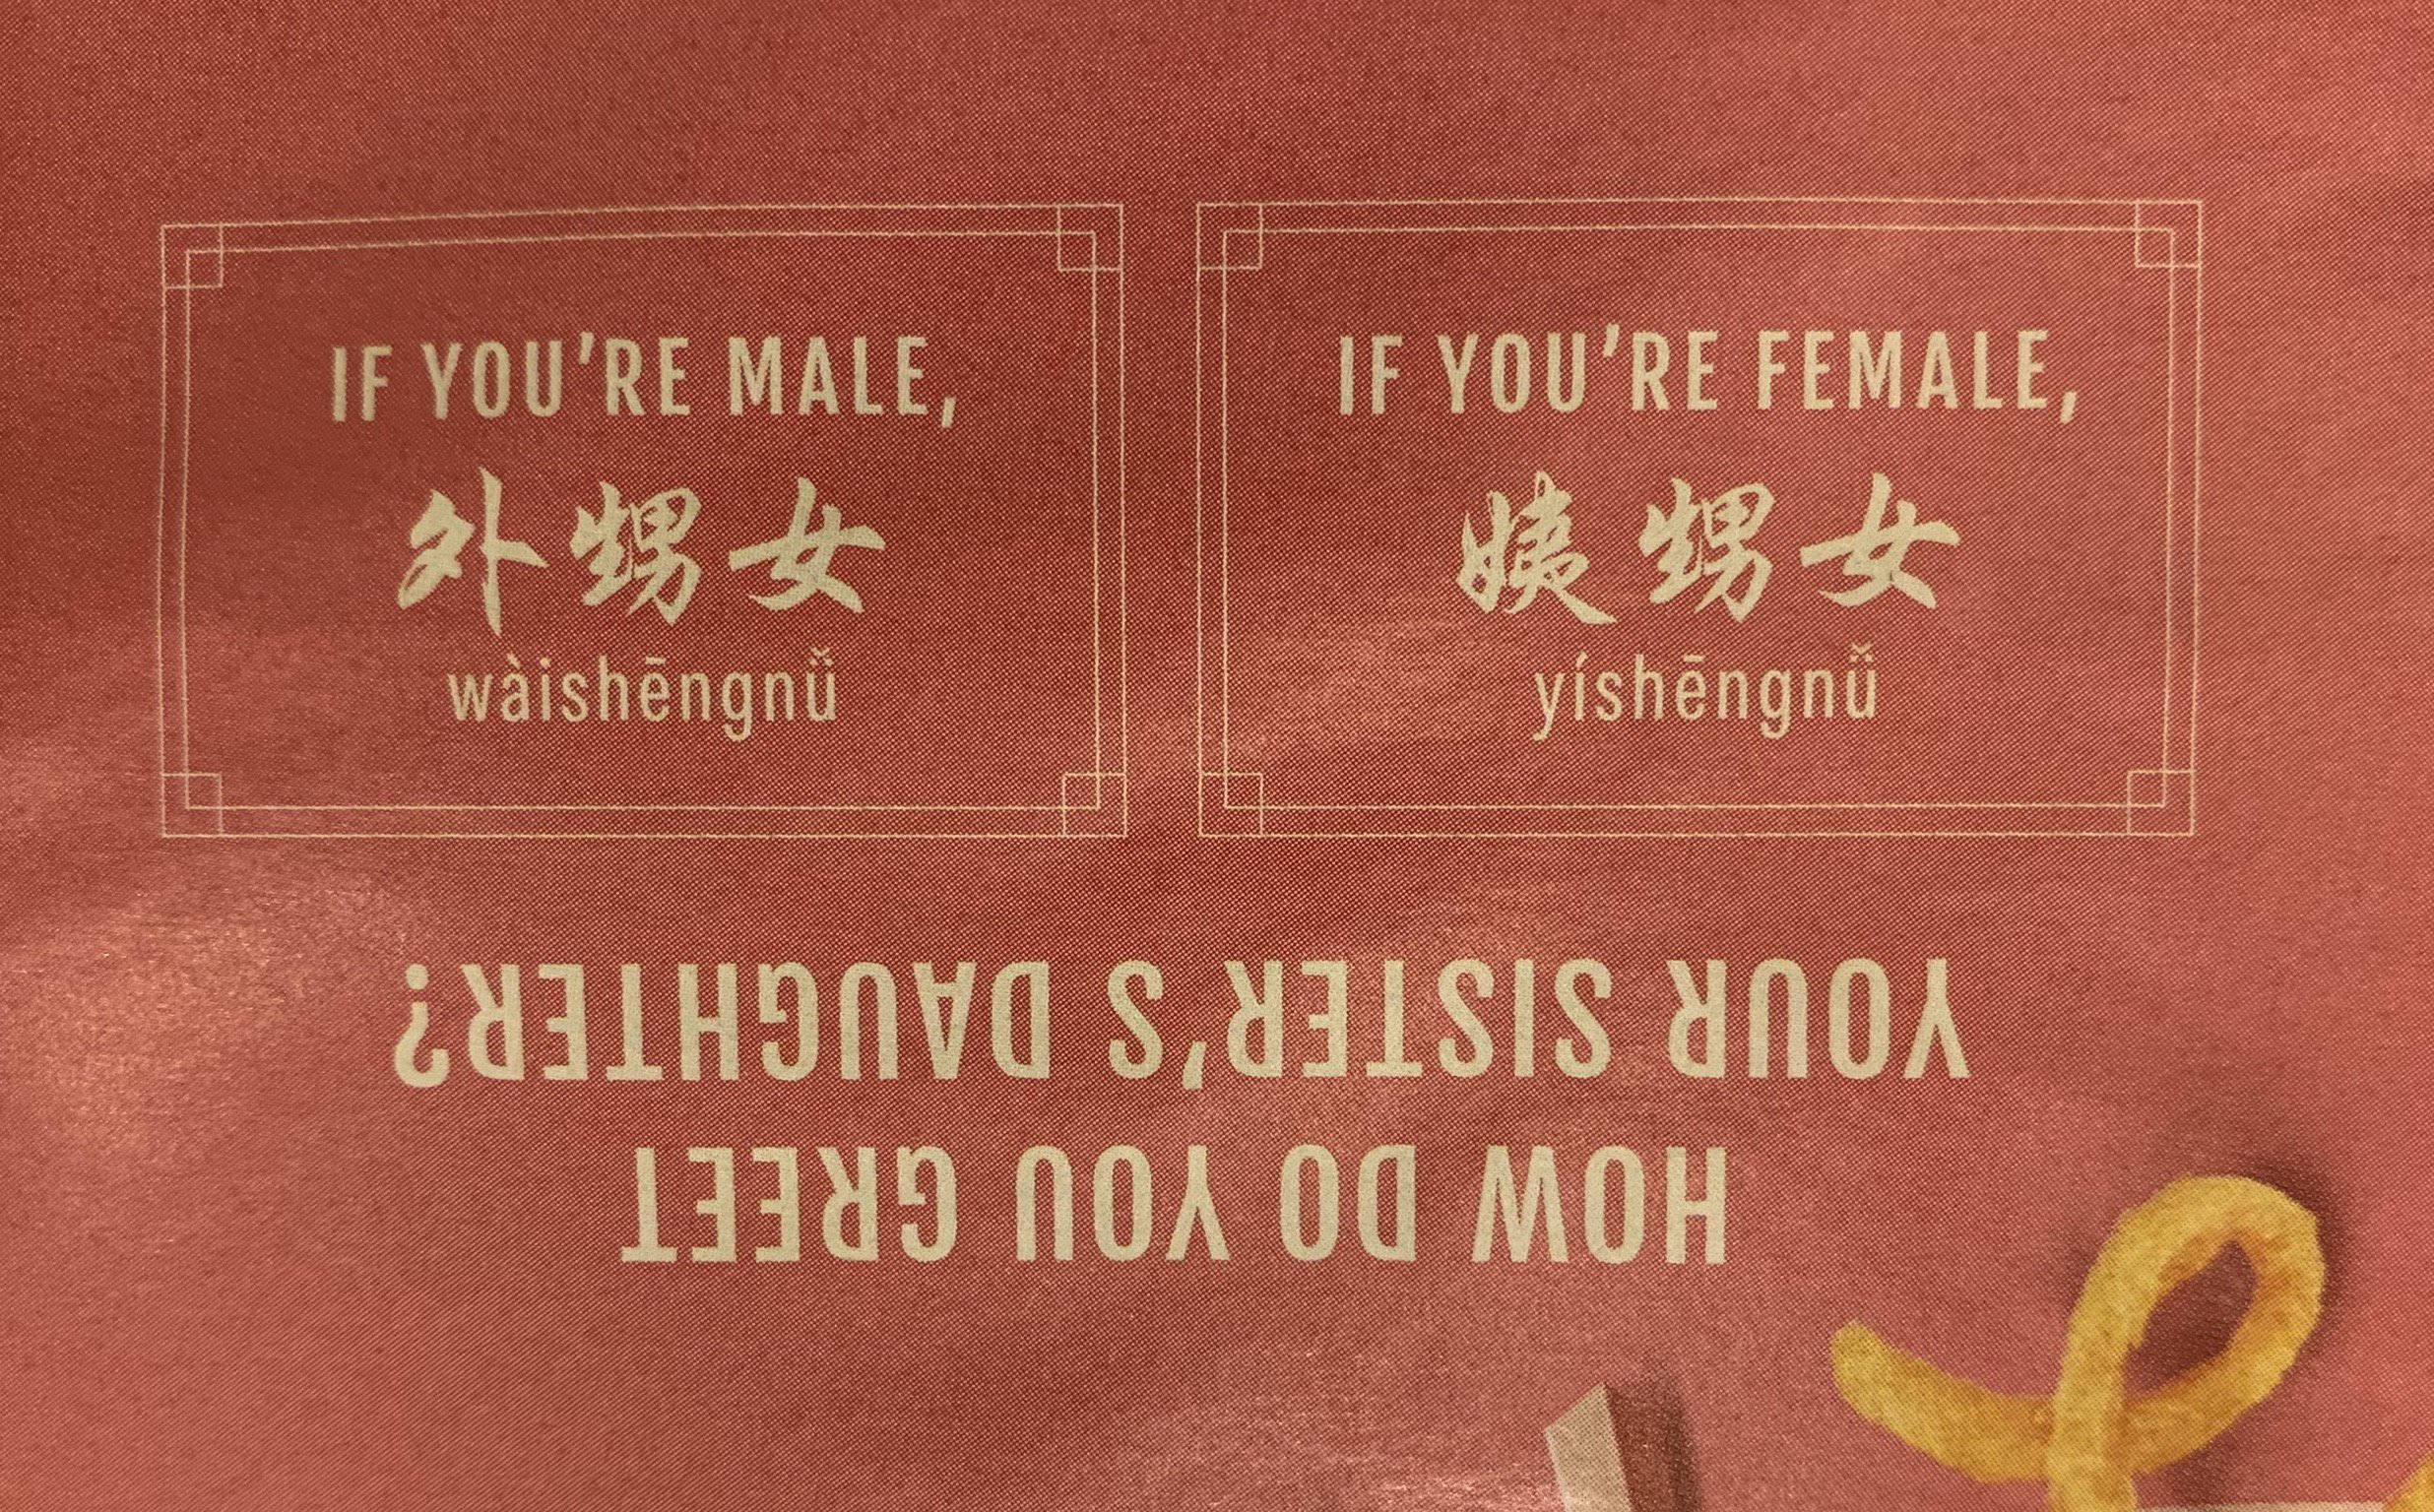 IF YOU'RE MALE,
外甥女
wàishēngnǚ
IF YOU'RE FEMALE,
姨甥女
yíshēngnǚ
HOW DO YOU GREET
YOUR SISTER'S DAUGHTER?